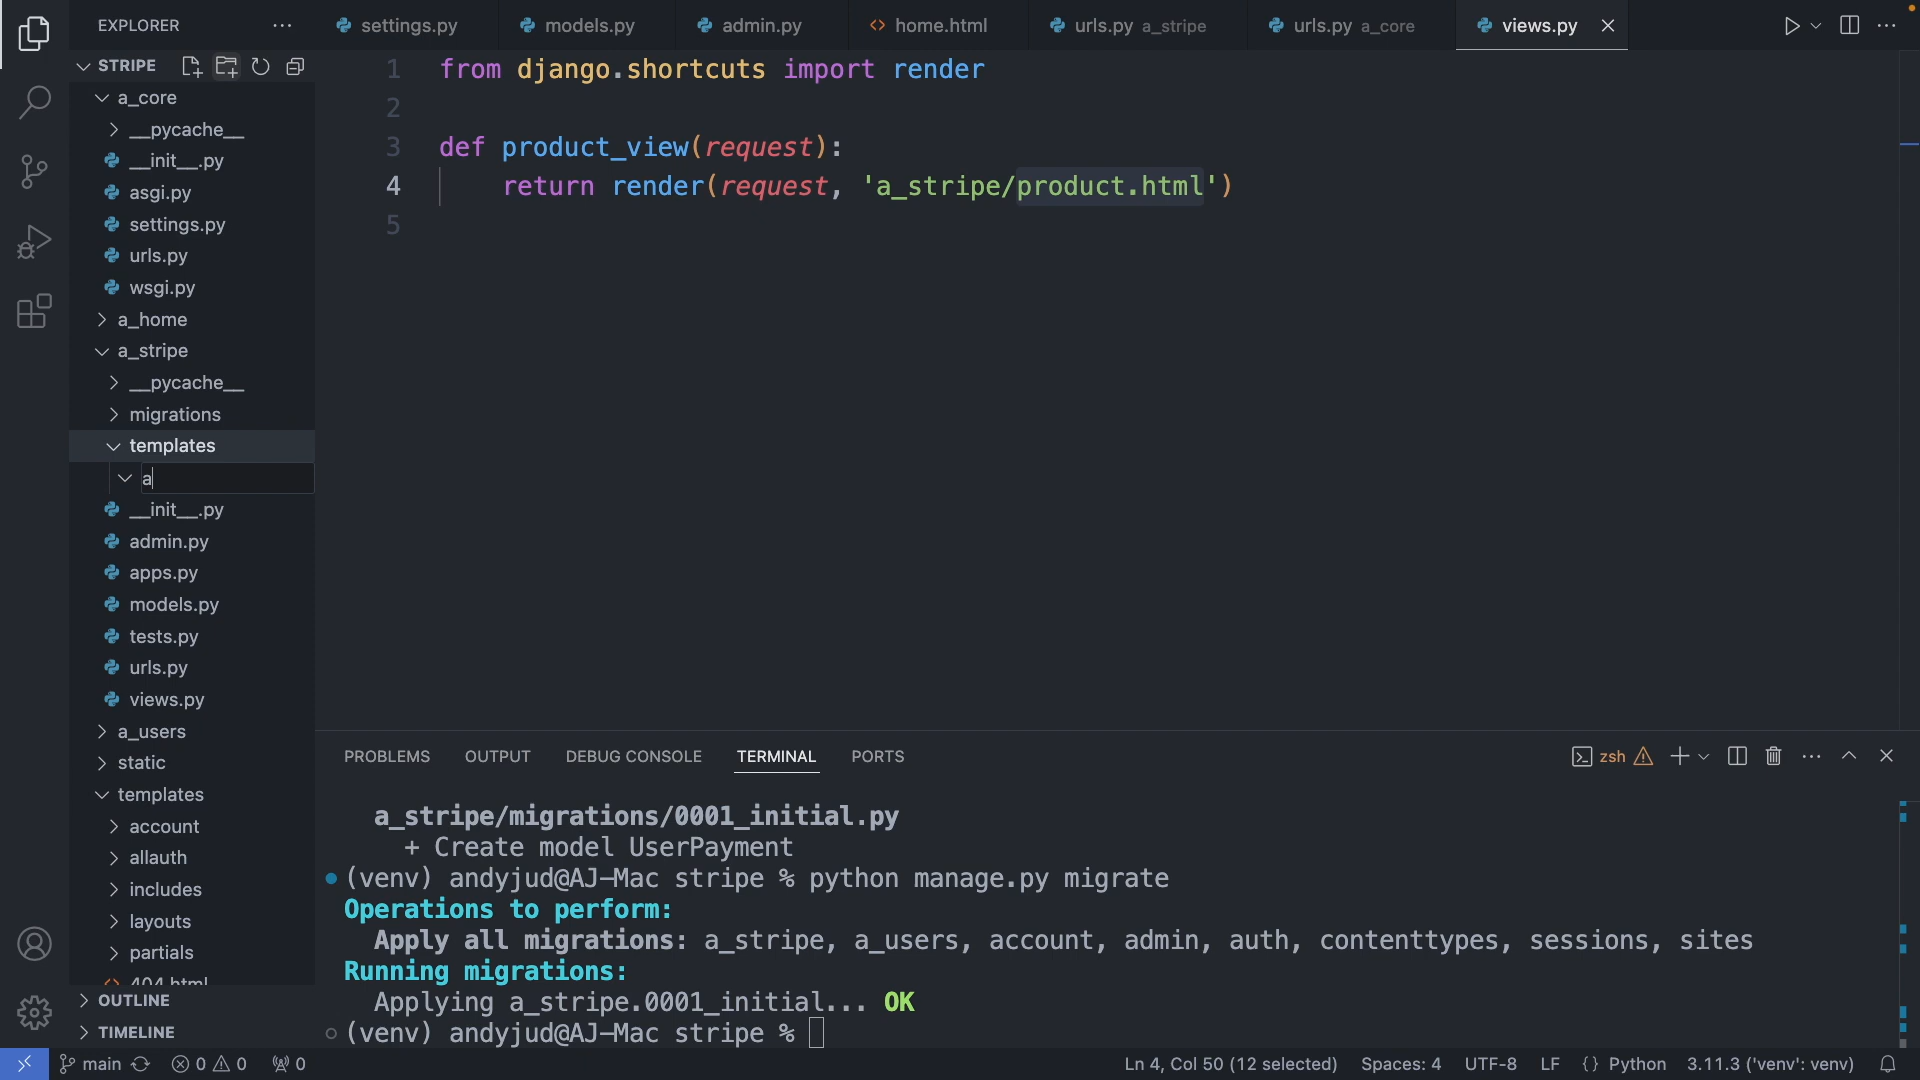 EXPLORER
settings.py
models.py
admin.py
home.html
urls.py a_stripe
urls.py a_core
views.py
STRIPE
a_core
__pycache__
__init__.py
asgi.py
settings.py
urls.py
wsgi.py
a_home
a_stripe
__pycache__
migrations
templates
a
__init__.py
admin.py
apps.py
models.py
tests.py
urls.py
views.py
a_users
static
templates
account
allauth
includes
layouts
partials
404.html
OUTLINE
TIMELINE
1 from django.shortcuts import render
2
3 def product_view(request):
4 return render(request, 'a_stripe/product.html')
5
PROBLEMS OUTPUT DEBUG CONSOLE TERMINAL PORTS
zsh
a_stripe/migrations/0001_initial.py
+ Create model UserPayment
(venv) andyjud@AJ-Mac stripe % python manage.py migrate
Operations to perform:
Apply all migrations: a_stripe, a_users, account, admin, auth, contenttypes, sessions, sites
Running migrations:
Applying a_stripe.0001_initial... OK
(venv) andyjud@AJ-Mac stripe %
main 0 0 0
Ln 4, Col 50 (12 selected) Spaces: 4 UTF-8 LF {} Python 3.11.3 ('venv': venv)